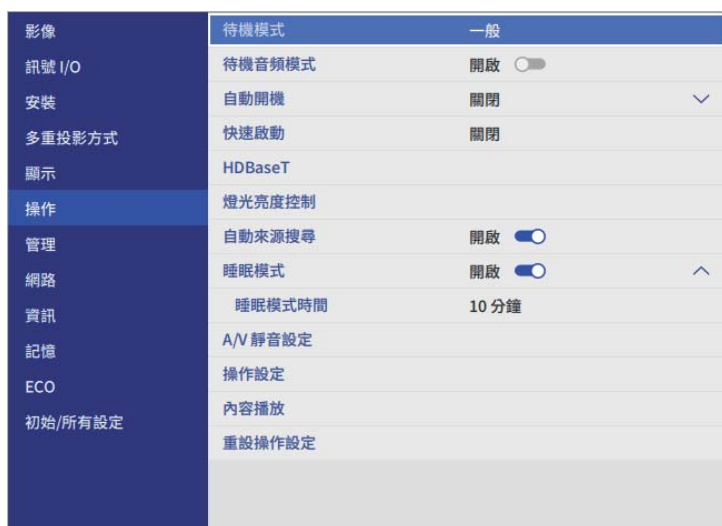 影像
訊號 I/O
安裝
多重投影方式
顯示
操作
管理
網路
資訊
記憶
ECO
初始/所有設定
待機模式 一般
待機音頻模式 開啟
自動開機 關閉
快速啟動 關閉
HDBaseT
燈光亮度控制
自動來源搜尋 開啟
睡眠模式 開啟
睡眠模式時間 10 分鐘
A/V 靜音設定
操作設定
內容播放
重設操作設定